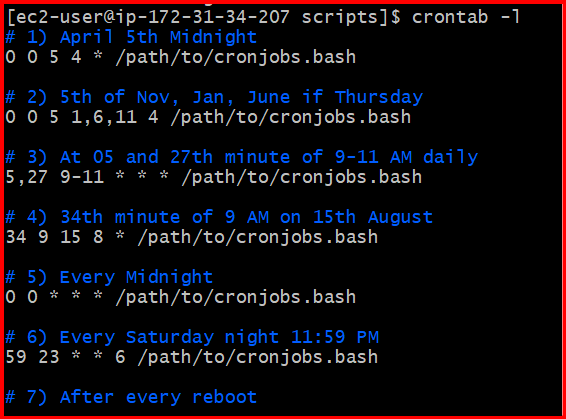 [ec2-user@ip-172-31-34-207 scripts]$ crontab -l
# 1) April 5th Midnight
0 0 5 4 * /path/to/cronjobs.bash
# 2) 5th of Nov, Jan, June if Thursday
0 0 5 1,6,11 4 /path/to/cronjobs.bash
# 3) At 05 and 27th minute of 9-11 AM daily
5,27 9-11 * * * /path/to/cronjobs.bash
# 4) 34th minute of 9 AM on 15th August
34 9 15 8 * /path/to/cronjobs.bash
# 5) Every Midnight
0 0 * * * /path/to/cronjobs.bash
# 6) Every Saturday night 11:59 PM
59 23 * * 6 /path/to/cronjobs.bash
# 7) After every reboot